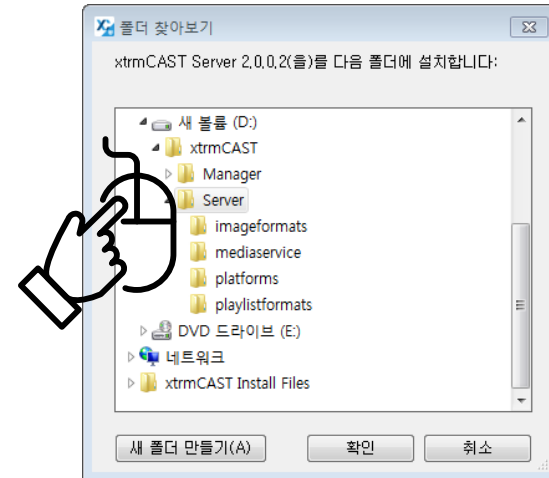 폴더 찾아보기
xtrmCAST Server 2,0,0,2(을)를 다음 폴더에 설치합니다:
새 볼륨 (D:)
xtrmCAST
Manager
Server
imageformats
mediaservice
platforms
playlistformats
DVD 드라이브 (E:)
네트워크
xtrmCAST Install Files
새 폴더 만들기(A) 확인 취소